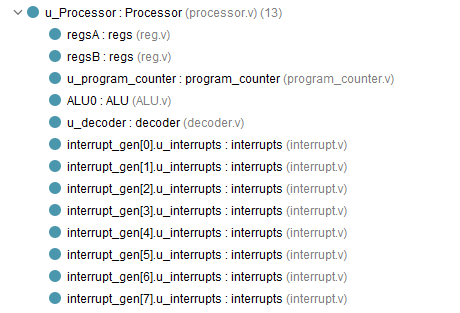 u_Processor : Processor (processor.v) (13)
regsA : regs (reg.v)
regsB : regs (reg.v)
u_program_counter : program_counter (program_counter.v)
ALU0 : ALU (ALU.v)
u_decoder : decoder (decoder.v)
interrupt_gen[0].u_interrupts : interrupts (interrupt.v)
interrupt_gen[1].u_interrupts : interrupts (interrupt.v)
interrupt_gen[2].u_interrupts : interrupts (interrupt.v)
interrupt_gen[3].u_interrupts : interrupts (interrupt.v)
interrupt_gen[4].u_interrupts : interrupts (interrupt.v)
interrupt_gen[5].u_interrupts : interrupts (interrupt.v)
interrupt_gen[6].u_interrupts : interrupts (interrupt.v)
interrupt_gen[7].u_interrupts : interrupts (interrupt.v)